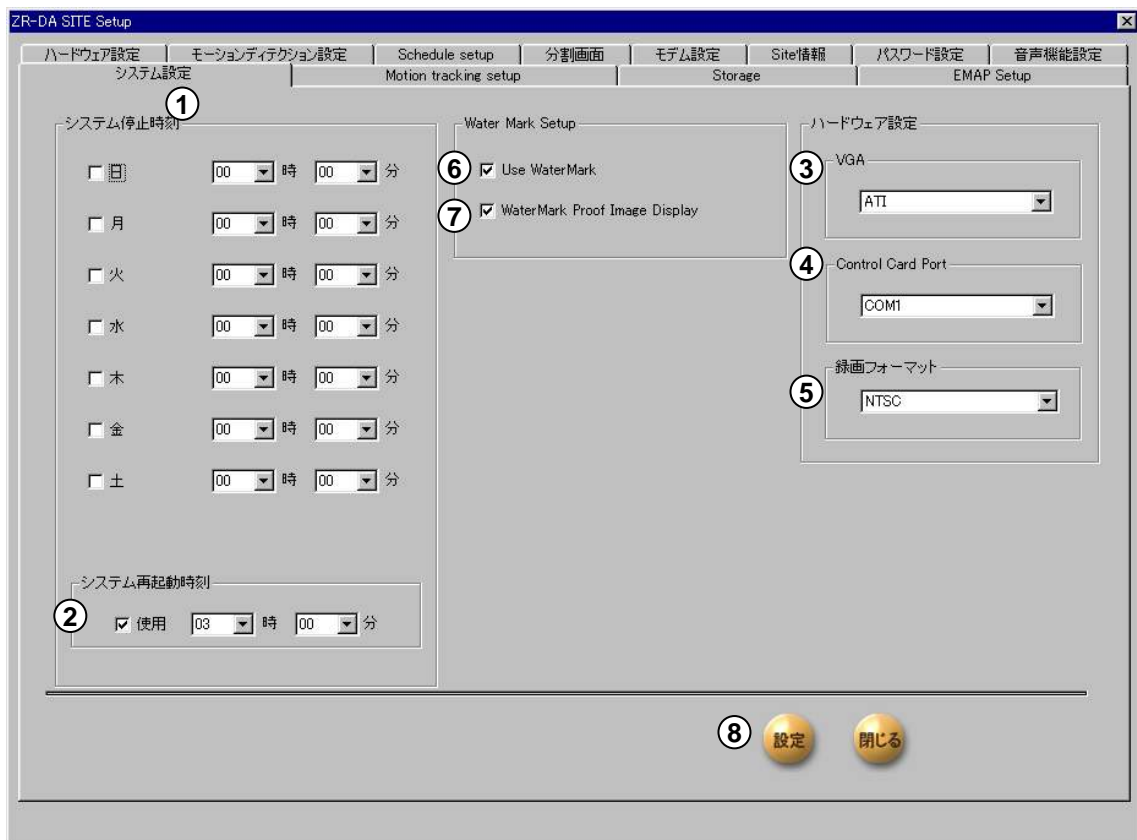 ZR-DA SITE Setup
ハードウェア設定 モーションディテクション設定 Schedule setup 分割画面 モデム設定 Site情報 パスワード設定 音声機能設定
システム設定 Motion tracking setup Storage EMAP Setup
①
システム停止時刻
日 00 時 00 分
月 00 時 00 分
火 00 時 00 分
水 00 時 00 分
木 00 時 00 分
金 00 時 00 分
土 00 時 00 分
システム再起動時刻
② 使用 03 時 00 分
Water Mark Setup
⑥ Use WaterMark
⑦ WaterMark Proof Image Display
ハードウェア設定
③ VGA
ATI
④ Control Card Port
COM1
⑤ 録画フォーマット
NTSC
⑧ 設定 閉じる